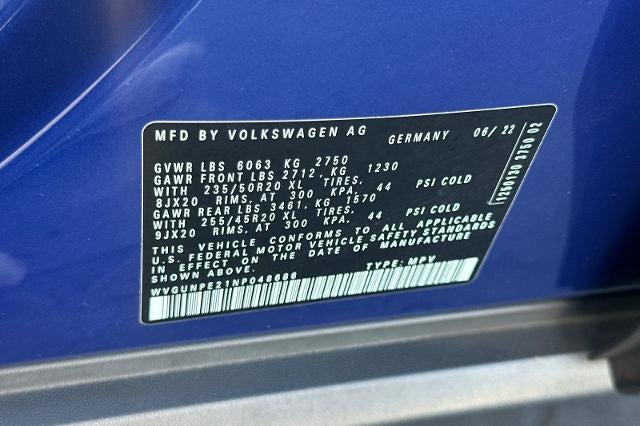 MFD BY VOLKSWAGEN AG GERMANY 06/22
GVWR LBS 6063 KG 2750
GAWR FRONT LBS 2712. KG 1230
WITH 235/50R20 XL TIRES.
8JX20 RIMS. AT 300 KPA. 44 PSI COLD
GAWR REAR LBS 3461. KG 1570
WITH 255/45R20 XL TIRES.
9JX20 RIMS. AT 300 KPA. 44 PSI COLD
THIS VEHICLE CONFORMS TO ALL APPLICABLE
U.S. FEDERAL MOTOR VEHICLE SAFETY STANDARDS
IN EFFECT ON THE DATE OF MANUFACTURE
SHOWN ABOVE.
WVGUNPE21NP048686 TYPE: MPV